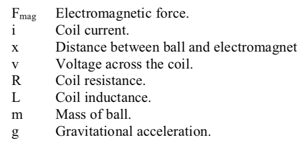 Fmag Electromagnetic force.
i Coil current.
x Distance between ball and electromagnet
v Voltage across the coil.
R Coil resistance.
L Coil inductance.
m Mass of ball.
g Gravitational acceleration.